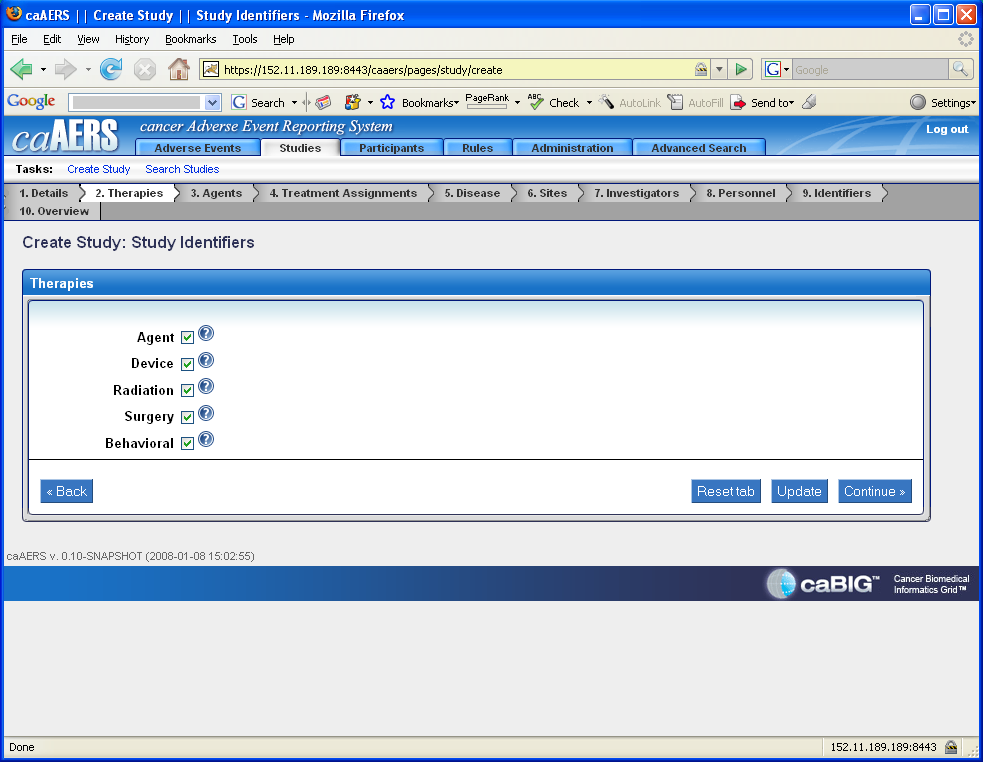 caAERS || Create Study || Study Identifiers - Mozilla Firefox
File Edit View History Bookmarks Tools Help
https://152.11.189.189:8443/caaers/pages/study/create
G Google
Google G Search Bookmarks PageRank ABC Check AutoLink AutoFill Send to Settings
caAERS cancer Adverse Event Reporting System Log out
Adverse Events Studies Participants Rules Administration Advanced Search
Tasks: Create Study Search Studies
1. Details 2. Therapies 3. Agents 4. Treatment Assignments 5. Disease 6. Sites 7. Investigators 8. Personnel 9. Identifiers
10. Overview
Create Study: Study Identifiers
Therapies
Agent ?
Device ?
Radiation ?
Surgery ?
Behavioral ?
« Back Reset tab Update Continue »
caAERS v. 0.10-SNAPSHOT (2008-01-08 15:02:55)
caBIG™ Cancer Biomedical
Informatics Grid™
Done 152.11.189.189:8443